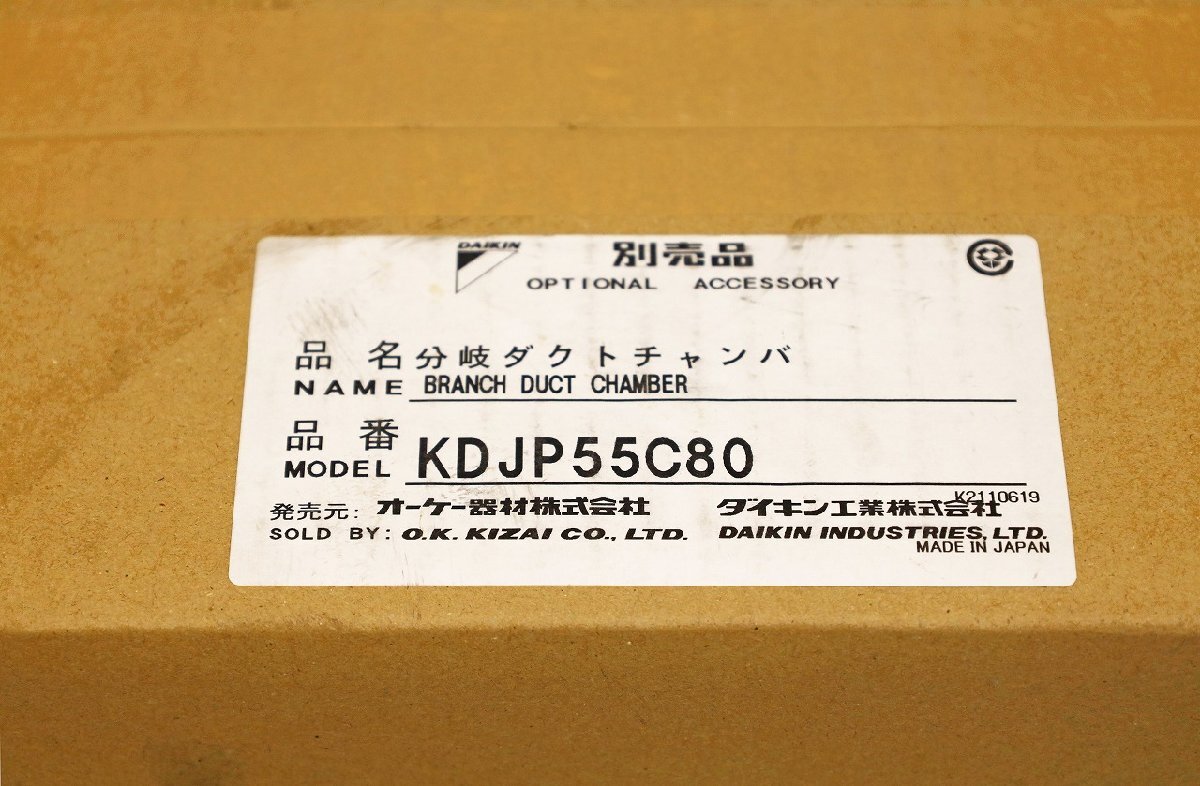 DAIKIN
別売品
OPTIONAL ACCESSORY
品 名 分岐ダクトチャンバ
NAME BRANCH DUCT CHAMBER
品 番
MODEL KDJP55C80
K2110619
発売元: オーケー器材株式会社 ダイキン工業株式会社
SOLD BY: O.K. KIZAI CO., LTD. DAIKIN INDUSTRIES, LTD.
MADE IN JAPAN